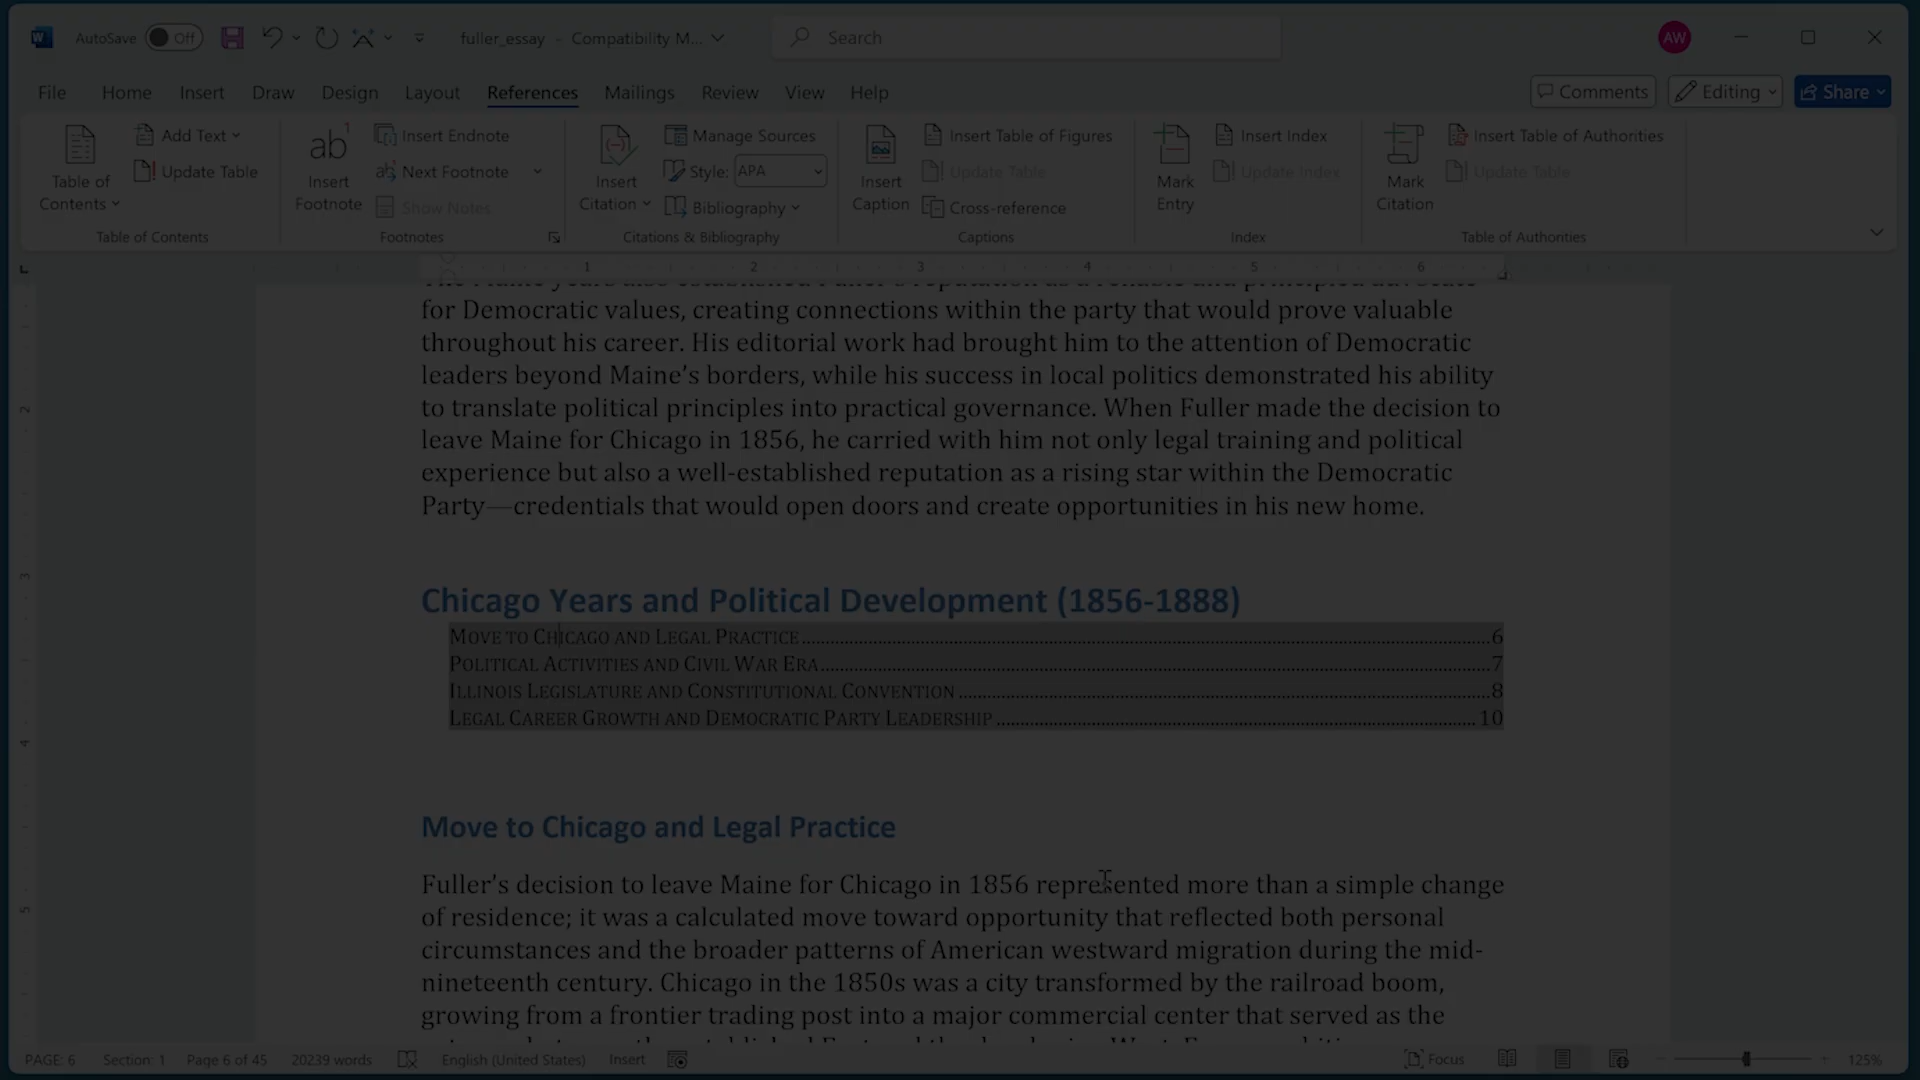 AutoSave Off fuller_essay - Compatibility M... Search AW
File Home Insert Draw Design Layout References Mailings Review View Help Comments Editing Share
Table of Contents
Add Text
Update Table
Table of Contents
ab1
Insert Footnote
Insert Endnote
ab1 Next Footnote
Show Notes
Footnotes
Insert Citation
Manage Sources
Style: APA
Bibliography
Citations & Bibliography
Insert Caption
Insert Table of Figures
Update Table
Cross-reference
Captions
Mark Entry
Insert Index
Update Index
Index
Mark Citation
Insert Table of Authorities
Update Table
Table of Authorities
1 2 3 4 5 6
for Democratic values, creating connections within the party that would prove valuable
throughout his career. His editorial work had brought him to the attention of Democratic
leaders beyond Maine's borders, while his success in local politics demonstrated his ability
to translate political principles into practical governance. When Fuller made the decision to
leave Maine for Chicago in 1856, he carried with him not only legal training and political
experience but also a well-established reputation as a rising star within the Democratic
Party—credentials that would open doors and create opportunities in his new home.
Chicago Years and Political Development (1856-1888)
MOVE TO CHICAGO AND LEGAL PRACTICE 6
POLITICAL ACTIVITIES AND CIVIL WAR ERA 7
ILLINOIS LEGISLATURE AND CONSTITUTIONAL CONVENTION 8
LEGAL CAREER GROWTH AND DEMOCRATIC PARTY LEADERSHIP 10
Move to Chicago and Legal Practice
Fuller's decision to leave Maine for Chicago in 1856 represented more than a simple change
of residence; it was a calculated move toward opportunity that reflected both personal
circumstances and the broader patterns of American westward migration during the mid-
nineteenth century. Chicago in the 1850s was a city transformed by the railroad boom,
growing from a frontier trading post into a major commercial center that served as the
2
3
4
5
PAGE: 6 Section: 1 Page 6 of 45 20239 words English (United States) Insert Focus 125%